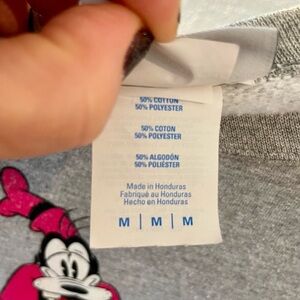 50% COTTON
50% POLYESTER
50% COTON
50% POLYESTER
50% ALGODÓN
50% POLIÉSTER
Made in Honduras
Fabriqué au Honduras
Hecho en Honduras
M | M | M